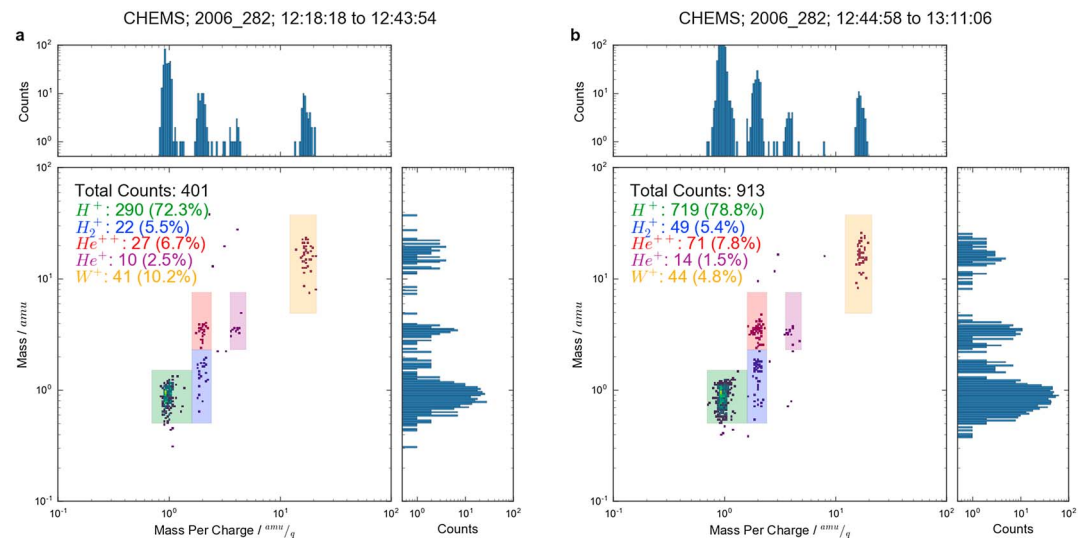 CHEMS; 2006_282; 12:18:18 to 12:43:54
a
10²
10¹
10⁰
Counts
10²
10¹
10⁰
10⁻¹
Mass / amu
Total Counts: 401
H⁺: 290 (72.3%)
H₂⁺: 22 (5.5%)
He⁺⁺: 27 (6.7%)
He⁺: 10 (2.5%)
W⁺: 41 (10.2%)
10⁻¹ 10⁰ 10¹ 10²
Mass Per Charge / amu/q
10⁰ 10¹ 10²
Counts
CHEMS; 2006_282; 12:44:58 to 13:11:06
b
10²
10¹
10⁰
Counts
10²
10¹
10⁰
10⁻¹
Mass / amu
Total Counts: 913
H⁺: 719 (78.8%)
H₂⁺: 49 (5.4%)
He⁺⁺: 71 (7.8%)
He⁺: 14 (1.5%)
W⁺: 44 (4.8%)
10⁻¹ 10⁰ 10¹ 10²
Mass Per Charge / amu/q
10⁰ 10¹ 10²
Counts